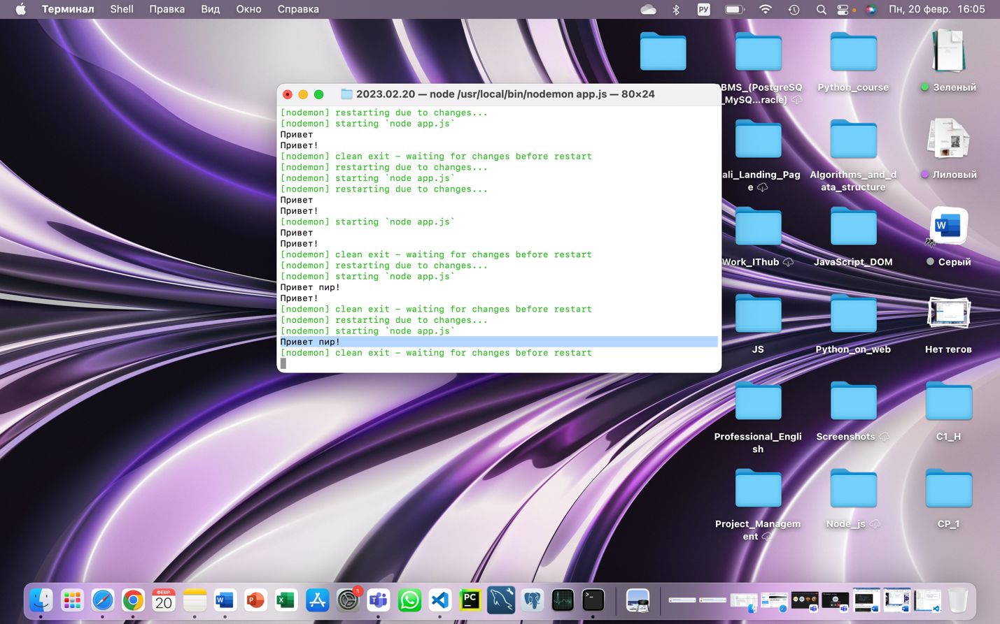 Терминал Shell Правка Вид Окно Справка
РУ
Пн, 20 февр. 16:05
2023.02.20 — node /usr/local/bin/nodemon app.js — 80×24
[nodemon] restarting due to changes...
[nodemon] starting `node app.js`
Привет
Привет!
[nodemon] clean exit - waiting for changes before restart
[nodemon] restarting due to changes...
[nodemon] starting `node app.js`
[nodemon] restarting due to changes...
Привет
Привет!
[nodemon] starting `node app.js`
Привет
Привет!
[nodemon] clean exit - waiting for changes before restart
[nodemon] restarting due to changes...
[nodemon] starting `node app.js`
Привет пир!
Привет!
[nodemon] clean exit - waiting for changes before restart
[nodemon] restarting due to changes...
[nodemon] starting `node app.js`
Привет пир!
[nodemon] clean exit - waiting for changes before restart
BMS_(PostgreSQ
_MySQ...racle)
Python_course
Зеленый
ali_Landing_Pag
e
Algorithms_and_d
ata_structure
Лиловый
Work_IThub
JavaScript_DOM
W
Серый
JS
Python_on_web
Нет тегов
Professional_Engli
sh
Screenshots
C1_H
Project_Managem
ent
Node_js
CP_1
ФЕВР.
20
W
P
X
1
T
PC
>_